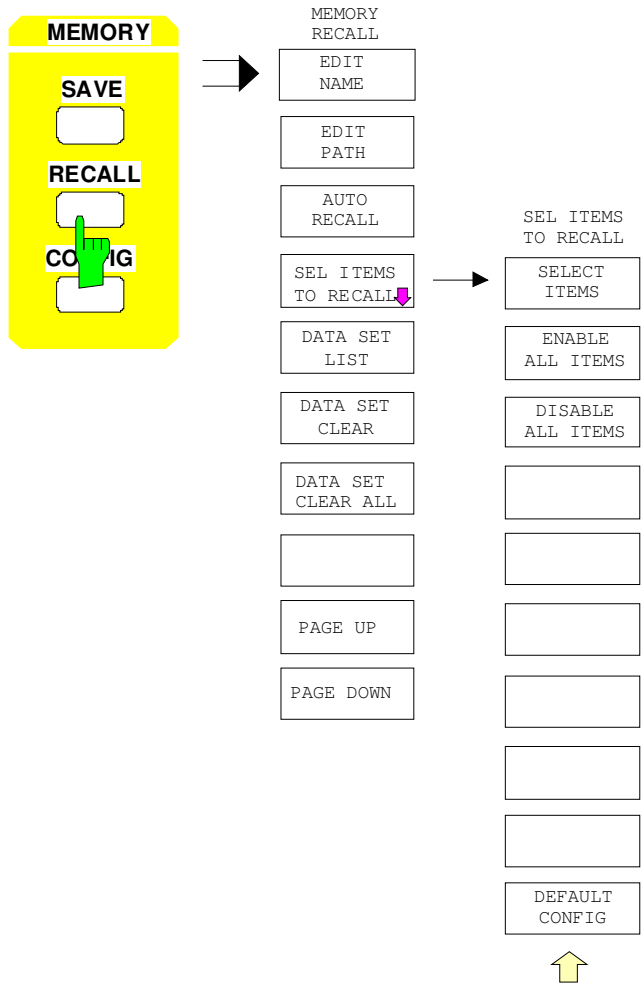 MEMORY
SAVE
RECALL
CO IG
MEMORY
RECALL
EDIT
NAME
EDIT
PATH
AUTO
RECALL
SEL ITEMS
TO RECALL
DATA SET
LIST
DATA SET
CLEAR
DATA SET
CLEAR ALL
PAGE UP
PAGE DOWN
SEL ITEMS
TO RECALL
SELECT
ITEMS
ENABLE
ALL ITEMS
DISABLE
ALL ITEMS
DEFAULT
CONFIG